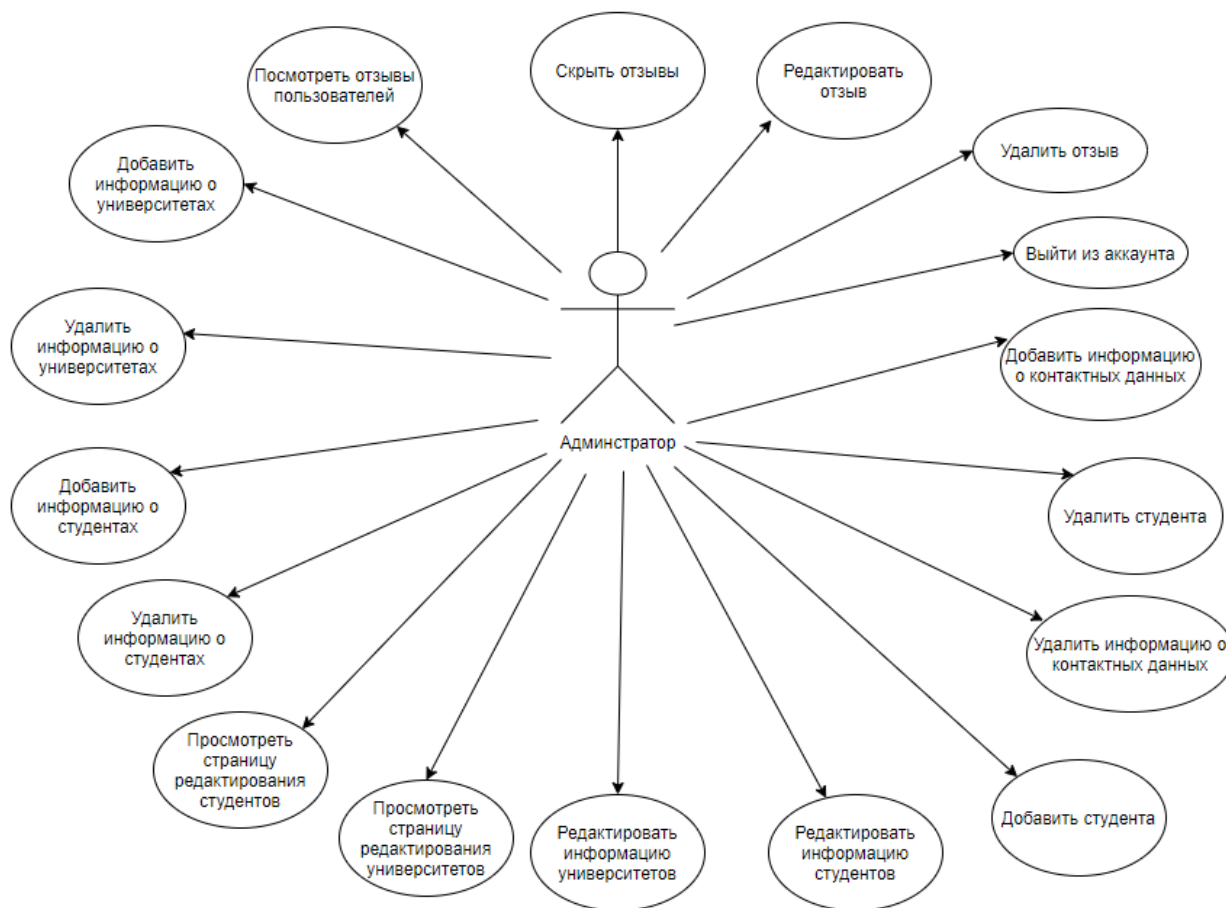 Скрыть отзывы
Редактировать
отзыв
Посмотреть отзывы
пользователей
Удалить отзыв
Добавить
информацию о
университетах
Выйти из аккаунта
Удалить
информацию о
университетах
Добавить информацию
о контактных данных
Админстратор
Добавить
информацию о
студентах
Удалить студента
Удалить
информацию о
студентах
Удалить информацию о
контактных данных
Просмотреть
страницу
редактирования
студентов
Просмотреть
страницу
редактирования
университетов
Редактировать
информацию
университетов
Редактировать
информацию
студентов
Добавить студента